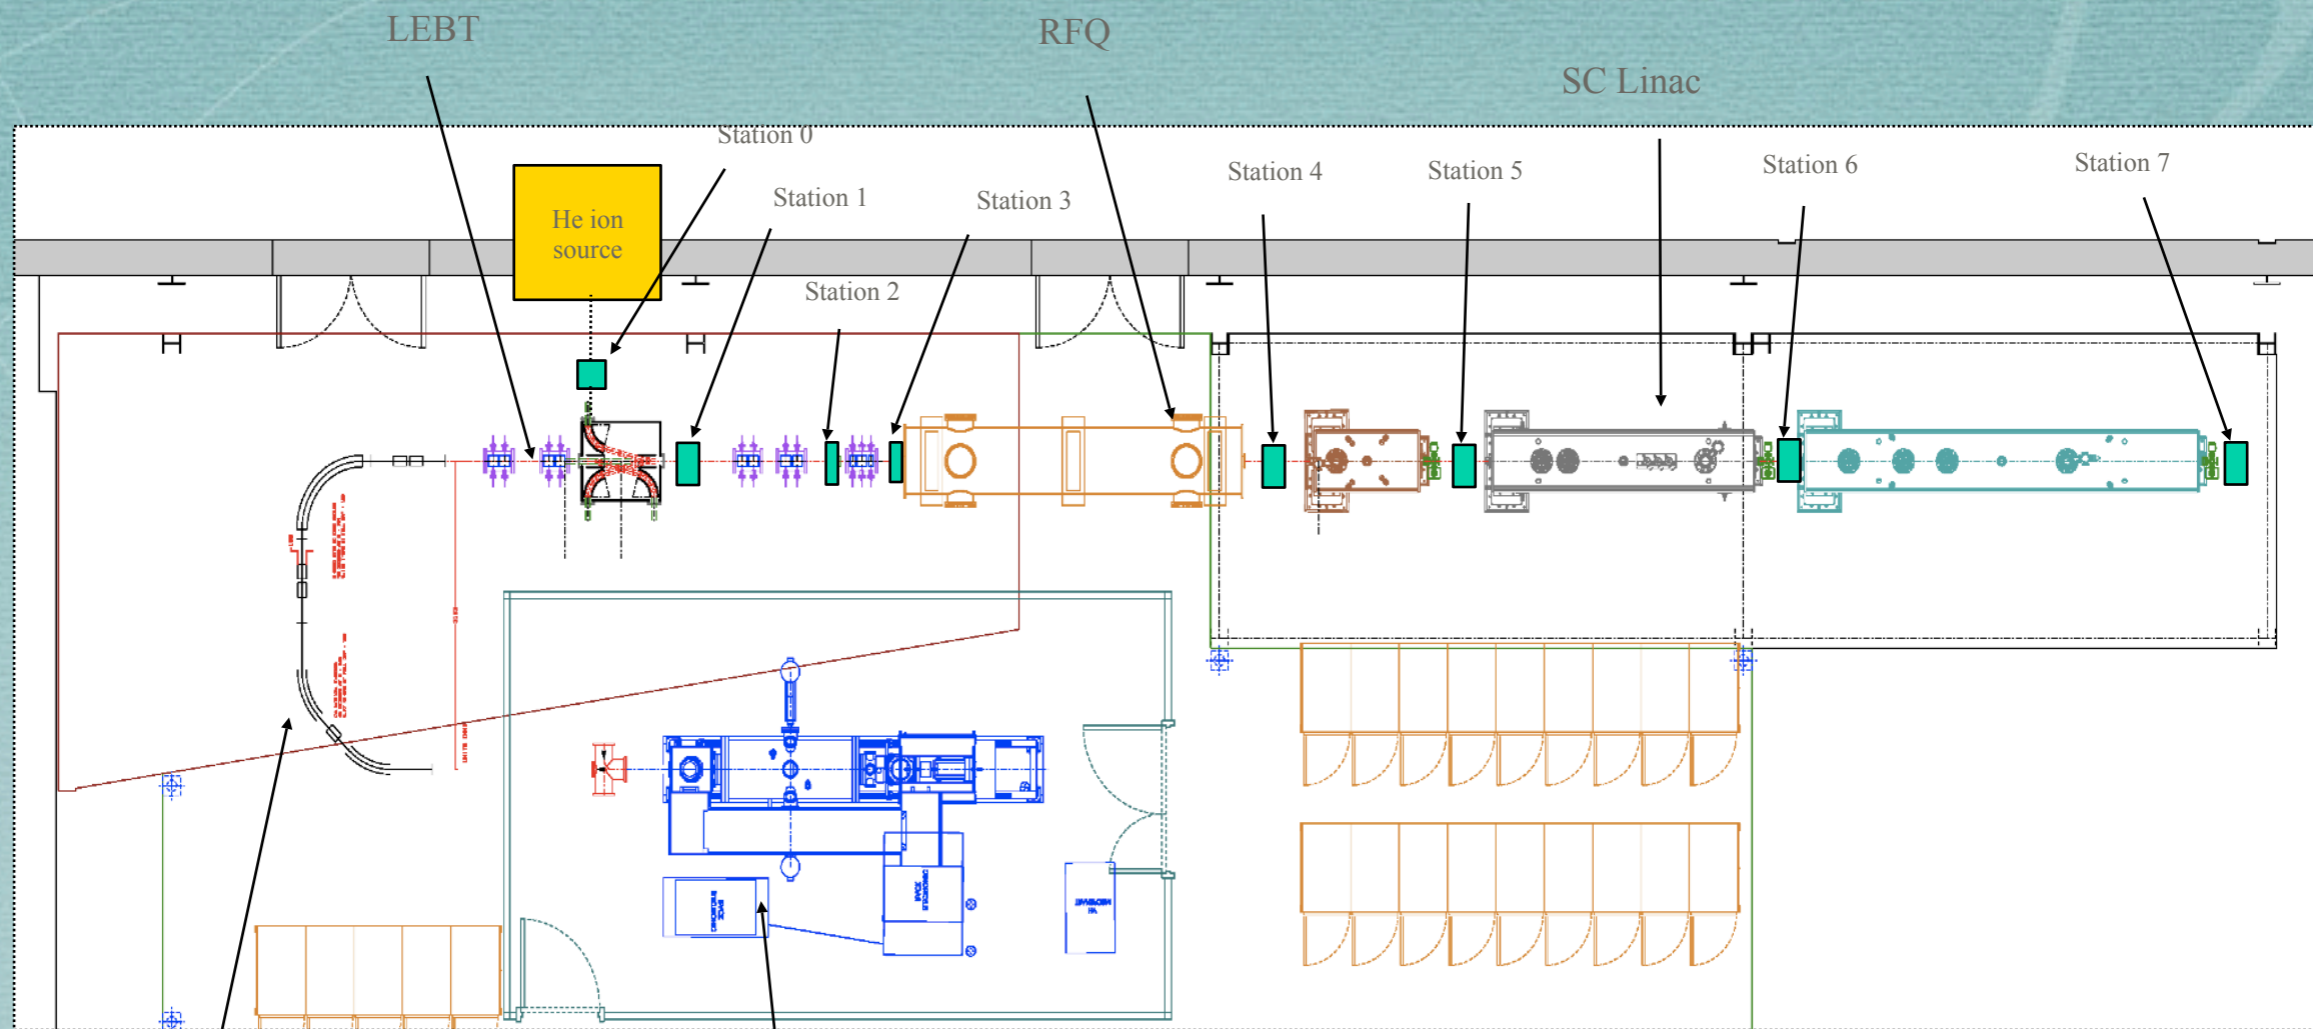 LEBT
RFQ
SC Linac
Station 0
Station 1
Station 3
Station 4
Station 5
Station 6
Station 7
He ion
source
Station 2